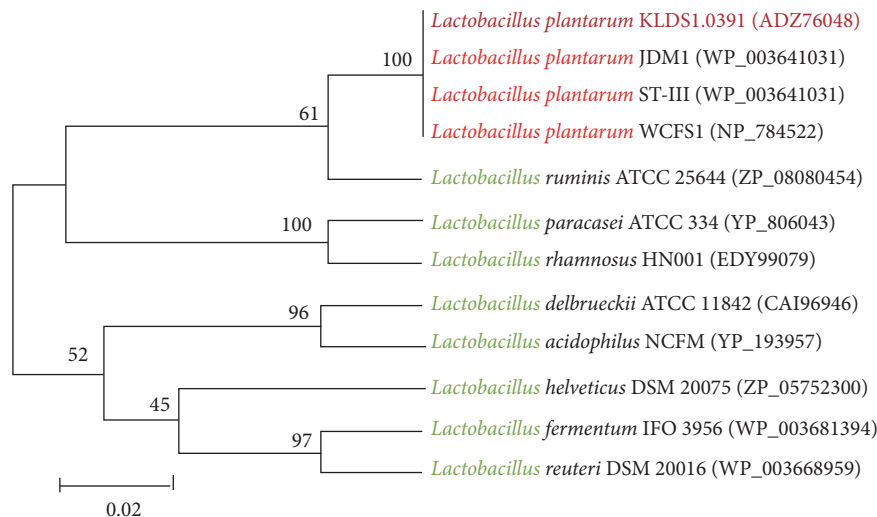 Lactobacillus plantarum KLDS1.0391 (ADZ76048)
100
Lactobacillus plantarum JDM1 (WP_003641031)
Lactobacillus plantarum ST-III (WP_003641031)
61
Lactobacillus plantarum WCFS1 (NP_784522)
Lactobacillus ruminis ATCC 25644 (ZP_08080454)
100
Lactobacillus paracasei ATCC 334 (YP_806043)
Lactobacillus rhamnosus HN001 (EDY99079)
96
Lactobacillus delbrueckii ATCC 11842 (CAI96946)
52
Lactobacillus acidophilus NCFM (YP_193957)
45
Lactobacillus helveticus DSM 20075 (ZP_05752300)
97
Lactobacillus fermentum IFO 3956 (WP_003681394)
Lactobacillus reuteri DSM 20016 (WP_003668959)
0.02